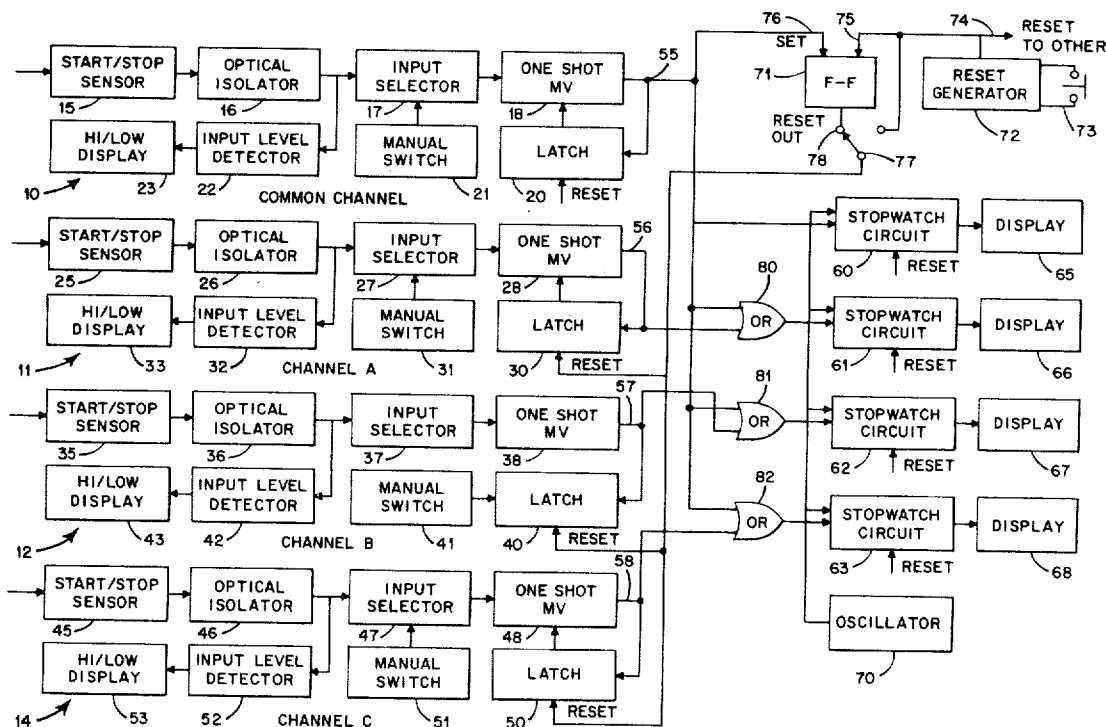 76
75
74
SET
RESET
TO OTHER
55
71
F-F
RESET
GENERATOR
72
73
RESET
OUT
78
77
START/STOP
SENSOR
15
OPTICAL
ISOLATOR
16
INPUT
SELECTOR
17
ONE SHOT
MV
18
HI/LOW
DISPLAY
23
INPUT LEVEL
DETECTOR
22
MANUAL
SWITCH
21
LATCH
20
RESET
10
COMMON CHANNEL
START/STOP
SENSOR
25
OPTICAL
ISOLATOR
26
INPUT
SELECTOR
27
ONE SHOT
MV
28
56
HI/LOW
DISPLAY
33
INPUT LEVEL
DETECTOR
32
MANUAL
SWITCH
31
LATCH
30
RESET
11
CHANNEL A
START/STOP
SENSOR
35
OPTICAL
ISOLATOR
36
INPUT
SELECTOR
37
ONE SHOT
MV
38
57
HI/LOW
DISPLAY
43
INPUT LEVEL
DETECTOR
42
MANUAL
SWITCH
41
LATCH
40
RESET
12
CHANNEL B
START/STOP
SENSOR
45
OPTICAL
ISOLATOR
46
INPUT
SELECTOR
47
ONE SHOT
MV
48
58
HI/LOW
DISPLAY
53
INPUT LEVEL
DETECTOR
52
MANUAL
SWITCH
51
LATCH
50
RESET
14
CHANNEL C
STOPWATCH
CIRCUIT
60
RESET
DISPLAY
65
80
OR
STOPWATCH
CIRCUIT
61
RESET
DISPLAY
66
81
OR
STOPWATCH
CIRCUIT
62
RESET
DISPLAY
67
82
OR
STOPWATCH
CIRCUIT
63
RESET
DISPLAY
68
OSCILLATOR
70